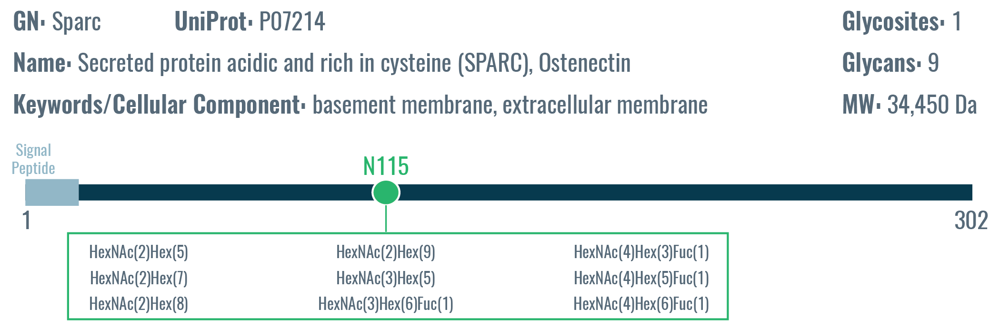 GN: Sparc UniProt: P07214 Glycosites: 1
Name: Secreted protein acidic and rich in cysteine (SPARC), Ostenectin Glycans: 9
Keywords/Cellular Component: basement membrane, extracellular membrane MW: 34,450 Da
Signal
Peptide
N115
1 302
HexNAc(2)Hex(5) HexNAc(2)Hex(9) HexNAc(4)Hex(3)Fuc(1)
HexNAc(2)Hex(7) HexNAc(3)Hex(5) HexNAc(4)Hex(5)Fuc(1)
HexNAc(2)Hex(8) HexNAc(3)Hex(6)Fuc(1) HexNAc(4)Hex(6)Fuc(1)